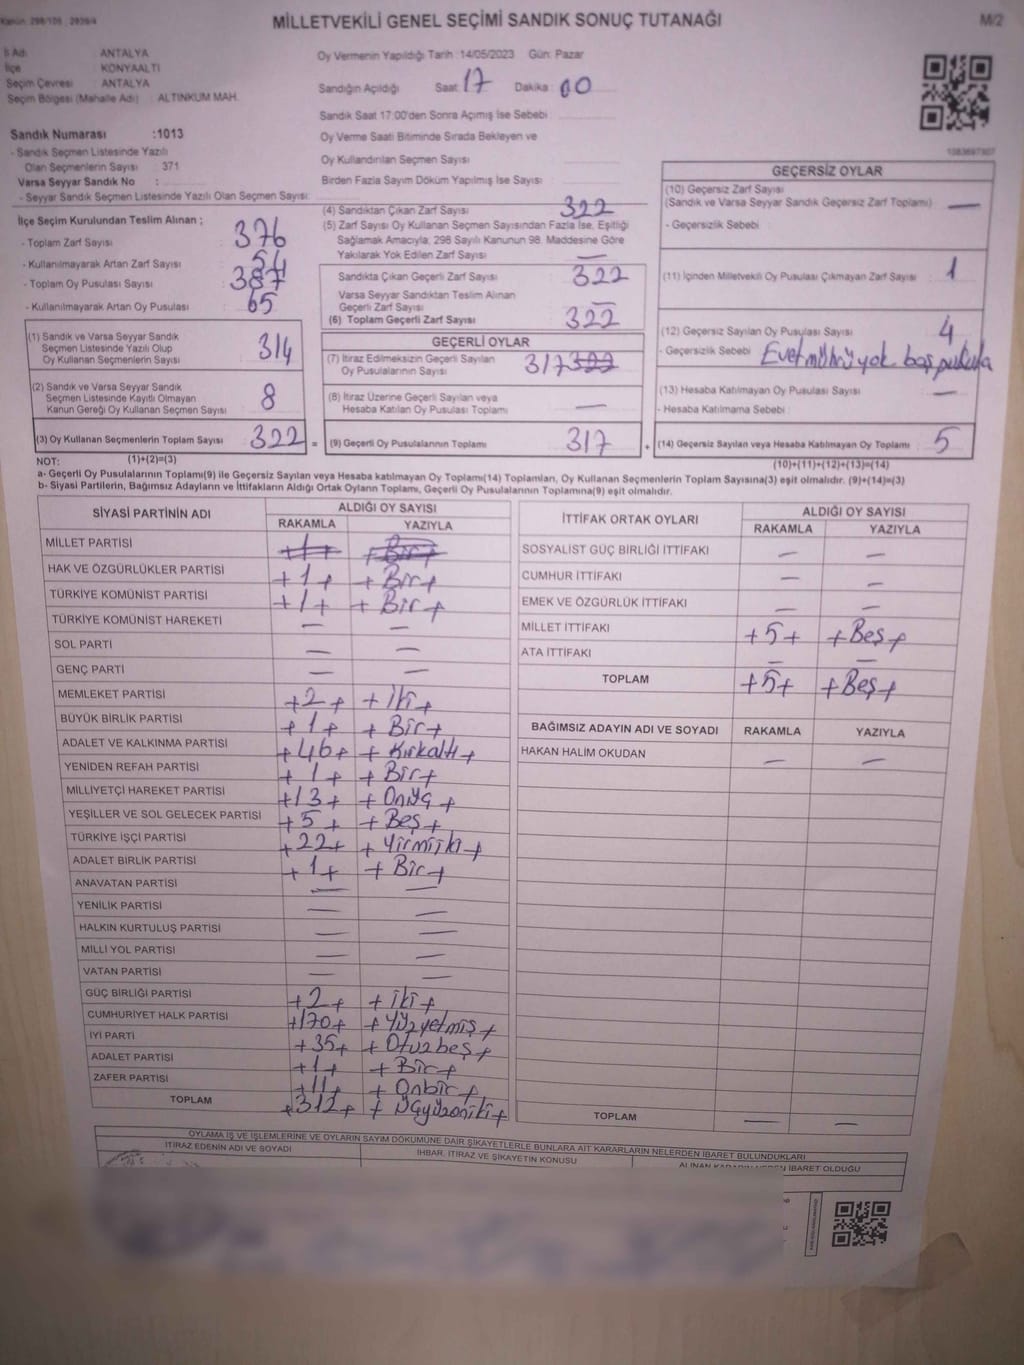 MİLLETVEKİLİ GENEL SEÇİMİ SANDIK SONUÇ TUTANAĞI
M/2
İl Adı : ANTALYA
İlçe : KONYAALTI
Seçim Çevresi : ANTALYA
Seçim Bölgesi (Mahalle Adı) : ALTINKUM MAH.
Sandık Numarası :1013
- Sandık Seçmen Listesinde Yazılı
Olan Seçmenlerin Sayısı : 371
Varsa Seyyar Sandık No :
- Seyyar Sandık Seçmen Listesinde Yazılı Olan Seçmen Sayısı:
Oy Vermenin Yapıldığı Tarih :14/05/2023 Gün: Pazar
Sandığın Açıldığı Saat: 17 Dakika: 00
Sandık Saat 17:00'den Sonra Açımış İse Sebebi :
Oy Verme Saati Bitiminde Sırada Bekleyen ve
Oy Kullandırılan Seçmen Sayısı
Birden Fazla Sayım Döküm Yapılmış İse Sayısı :
İlçe Seçim Kurulundan Teslim Alınan ;
- Toplam Zarf Sayısı 376
- Kullanılmayarak Artan Zarf Sayısı 54
- Toplam Oy Pusulası Sayısı : 387
- Kullanılmayarak Artan Oy Pusulası 65
(1) Sandık ve Varsa Seyyar Sandık
Seçmen Listesinde Yazılı Olup
Oy Kullanan Seçmenlerin Sayısı 314
(2) Sandık ve Varsa Seyyar Sandık
Seçmen Listesinde Kayıtlı Olmayan
Kanun Gereği Oy Kullanan Seçmen Sayısı 8
(3) Oy Kullanan Seçmenlerin Toplam Sayısı 322 =
(4) Sandıktan Çıkan Zarf Sayısı 322
(5) Zarf Sayısı Oy Kullanan Seçmen Sayısından Fazla İse, Eşitliği
Sağlamak Amacıyla, 298 Sayılı Kanunun 98. Maddesine Göre
Yakılarak Yok Edilen Zarf Sayısı —
Sandıkta Çıkan Geçerli Zarf Sayısı 322
Varsa Seyyar Sandıktan Teslim Alınan
Geçerli Zarf Sayısı —
(6) Toplam Geçerli Zarf Sayısı 322
GEÇERLİ OYLAR
(7) İtiraz Edilmeksizin Geçerli Sayılan
Oy Pusulalarının Sayısı 317 322
(8) İtiraz Üzerine Geçerli Sayılan veya
Hesaba Katılan Oy Pusulası Toplamı —
(9) Geçerli Oy Pusulalarının Toplamı 317 +
GEÇERSİZ OYLAR
(10) Geçersiz Zarf Sayısı
(Sandık ve Varsa Seyyar Sandık Geçersiz Zarf Toplamı) —
- Geçersizlik Sebebi :
(11) İçinden Milletvekili Oy Pusulası Çıkmayan Zarf Sayısı 1
(12) Geçersiz Sayılan Oy Pusulası Sayısı 4
- Geçersizlik Sebebi Evet mührü yok. boş pusula
(13) Hesaba Katılmayan Oy Pusulası Sayısı —
- Hesaba Katılmama Sebebi :
(14) Geçersiz Sayılan veya Hesaba Katılmayan Oy Toplamı 5
NOT: (1)+(2)=(3)
(10)+(11)+(12)+(13)=(14)
a- Geçerli Oy Pusulalarının Toplamı(9) ile Geçersiz Sayılan veya Hesaba katılmayan Oy Toplamı(14) Toplamları, Oy Kullanan Seçmenlerin Toplam Sayısına(3) eşit olmalıdır. (9)+(14)=(3)
b- Siyasi Partilerin, Bağımsız Adayların ve İttifakların Aldığı Ortak Oyların Toplamı, Geçerli Oy Pusulalarının Toplamına(9) eşit olmalıdır.
SİYASİ PARTİNİN ADI ALDIĞI OY SAYISI
RAKAMLA YAZIYLA
MİLLET PARTİSİ +1+ +Bir+
HAK VE ÖZGÜRLÜKLER PARTİSİ +1+ +Bir+
TÜRKİYE KOMÜNİST PARTİSİ +1+ +Bir+
TÜRKİYE KOMÜNİST HAREKETİ — —
SOL PARTİ — —
GENÇ PARTİ — —
MEMLEKET PARTİSİ +2+ +İki+
BÜYÜK BİRLİK PARTİSİ +1+ +Bir+
ADALET VE KALKINMA PARTİSİ +46+ +Kırkaltı+
YENİDEN REFAH PARTİSİ +1+ +Bir+
MİLLİYETÇİ HAREKET PARTİSİ +13+ +Onüç+
YEŞİLLER VE SOL GELECEK PARTİSİ +5+ +Beş+
TÜRKİYE İŞÇİ PARTİSİ +22+ +Yirmiiki+
ADALET BİRLİK PARTİSİ +1+ +Bir+
ANAVATAN PARTİSİ — —
YENİLİK PARTİSİ — —
HALKIN KURTULUŞ PARTİSİ — —
MİLLİ YOL PARTİSİ — —
VATAN PARTİSİ — —
GÜÇ BİRLİĞİ PARTİSİ +2+ +İki+
CUMHURİYET HALK PARTİSİ +170+ +Yüzyetmiş+
İYİ PARTİ +35+ +Otuzbeş+
ADALET PARTİSİ +1+ +Bir+
ZAFER PARTİSİ +11+ +Onbir+
TOPLAM +312+ +Üçyüzoniki+
İTTİFAK ORTAK OYLARI ALDIĞI OY SAYISI
RAKAMLA YAZIYLA
SOSYALİST GÜÇ BİRLİĞİ İTTİFAKI — —
CUMHUR İTTİFAKI — —
EMEK VE ÖZGÜRLÜK İTTİFAKI — —
MİLLET İTTİFAKI +5+ +Beş+
ATA İTTİFAKI — —
TOPLAM +5+ +Beş+
BAĞIMSIZ ADAYIN ADI VE SOYADI RAKAMLA YAZIYLA
HAKAN HALİM OKUDAN — —
TOPLAM — —
OYLAMA İŞ VE İŞLEMLERİNE VE OYLARIN SAYIM DÖKÜMÜNE DAİR ŞİKAYETLERLE BUNLARA AİT KARARLARIN NELERDEN İBARET BULUNDUKLARI
İTİRAZ EDENİN ADI VE SOYADI İHBAR, İTİRAZ VE ŞİKAYETİN KONUSU ALINAN KARARIN NEDEN İBARET OLDUĞU